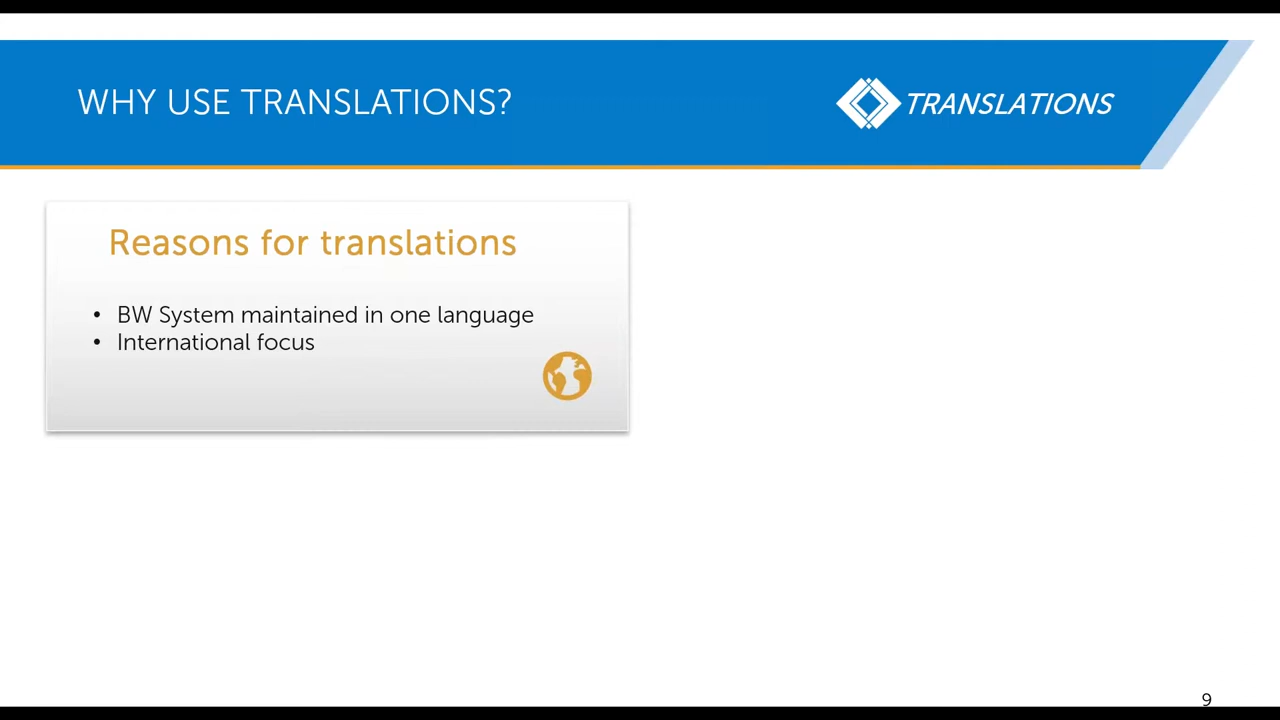 WHY USE TRANSLATIONS?
TRANSLATIONS
Reasons for translations
• BW System maintained in one language
• International focus
9